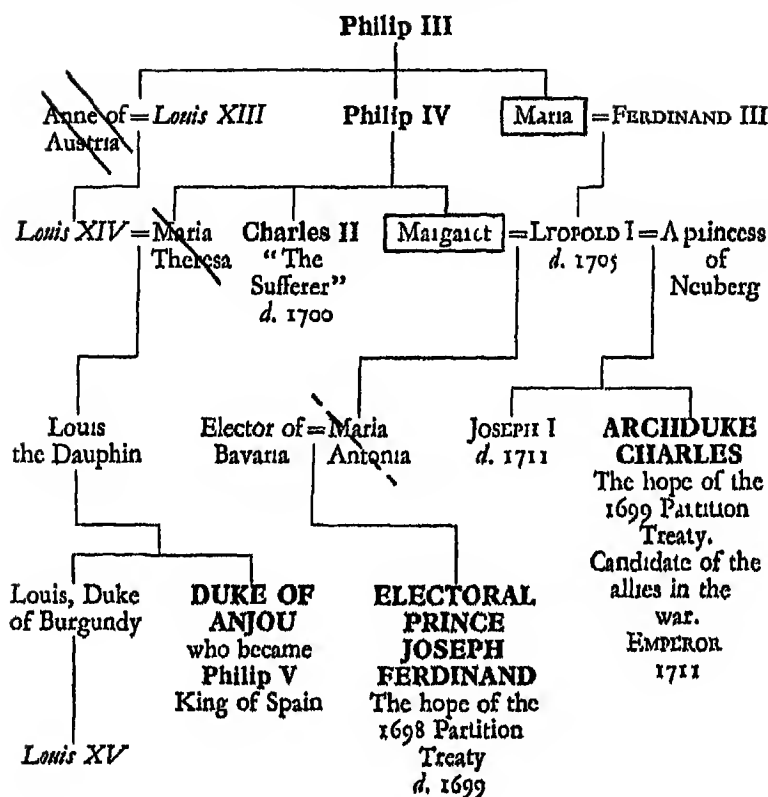 Philip III
Anne of = Louis XIII Philip IV Maria = FERDINAND III
Austria
Louis XIV = Maria Charles II Margaret = LEOPOLD I = A princess
Theresa "The d. 1705 of
Sufferer" Neuberg
d. 1700
Louis Elector of = Maria JOSEPH I ARCHDUKE
the Dauphin Bavaria Antonia d. 1711 CHARLES
The hope of the
1699 Partition
Treaty.
Candidate of the
allies in the
war.
EMPEROR
1711
Louis, Duke DUKE OF ELECTORAL
of Burgundy ANJOU PRINCE
who became JOSEPH
Philip V FERDINAND
King of Spain The hope of the
1698 Partition
Louis XV Treaty
d. 1699